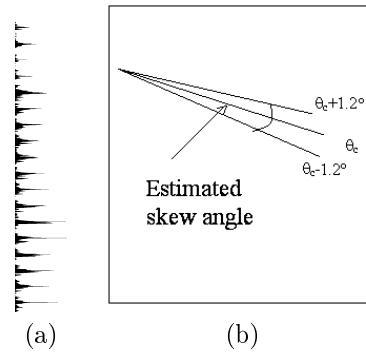 θc+1.2°
θc
θc-1.2°
Estimated
skew angle
(a)
(b)